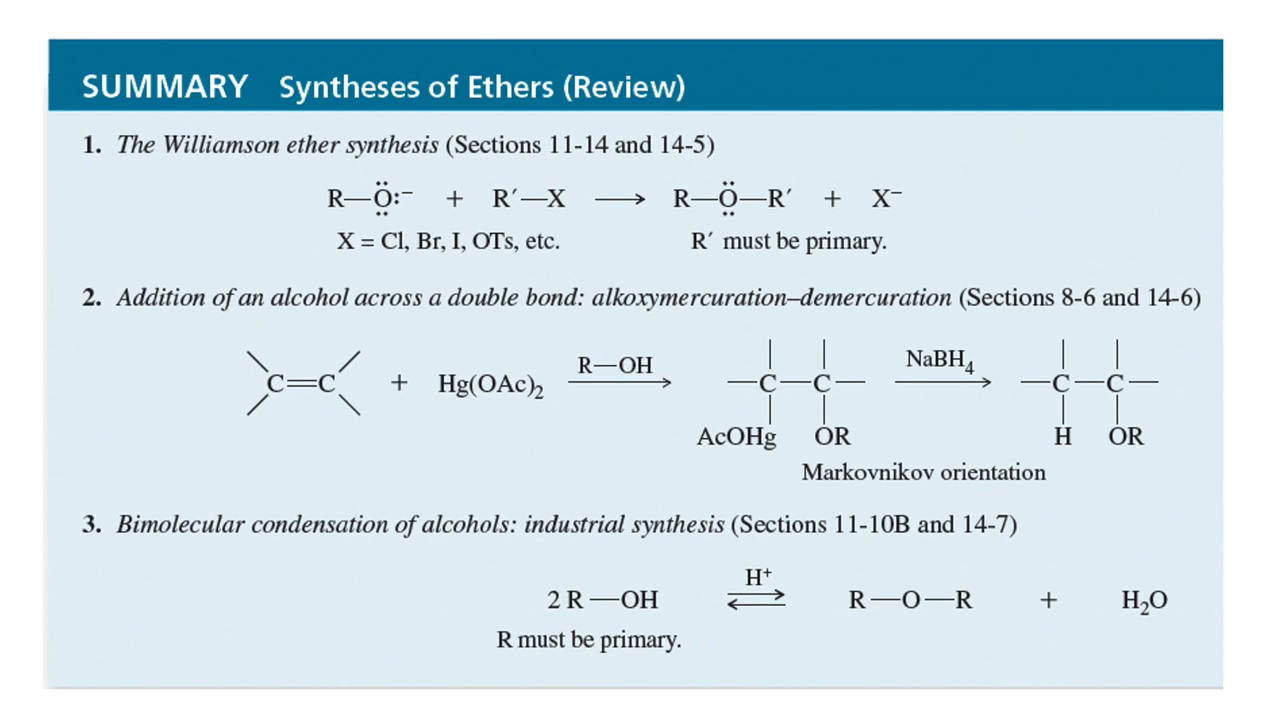 SUMMARY Syntheses of Ethers (Review)
1. The Williamson ether synthesis (Sections 11-14 and 14-5)
R—Ö:⁻ + R′—X ⟶ R—Ö—R′ + X⁻
X = Cl, Br, I, OTs, etc. R′ must be primary.
2. Addition of an alcohol across a double bond: alkoxymercuration–demercuration (Sections 8-6 and 14-6)
R—OH NaBH₄
C=C + Hg(OAc)₂ —C—C— —C—C—
AcOHg OR H OR
Markovnikov orientation
3. Bimolecular condensation of alcohols: industrial synthesis (Sections 11-10B and 14-7)
H⁺
2 R—OH ⇌ R—O—R + H₂O
R must be primary.